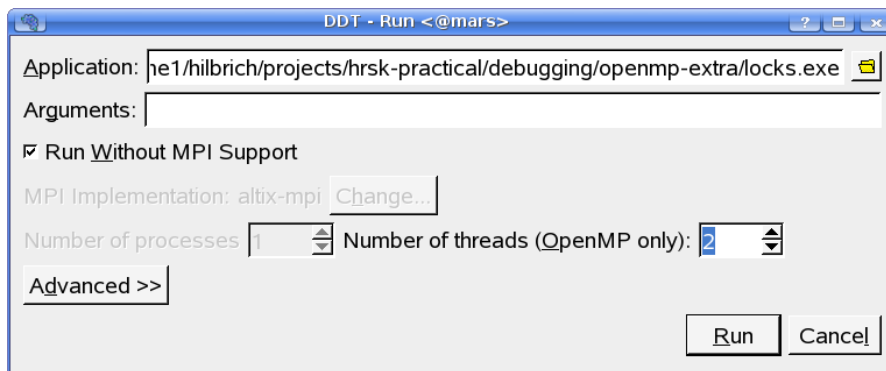 DDT - Run <@mars>
Application: ne1/hilbrich/projects/hrsk-practical/debugging/openmp-extra/locks.exe
Arguments:
Run Without MPI Support
MPI Implementation: altix-mpi Change...
Number of processes 1 Number of threads (OpenMP only): 2
Advanced >>
Run Cancel